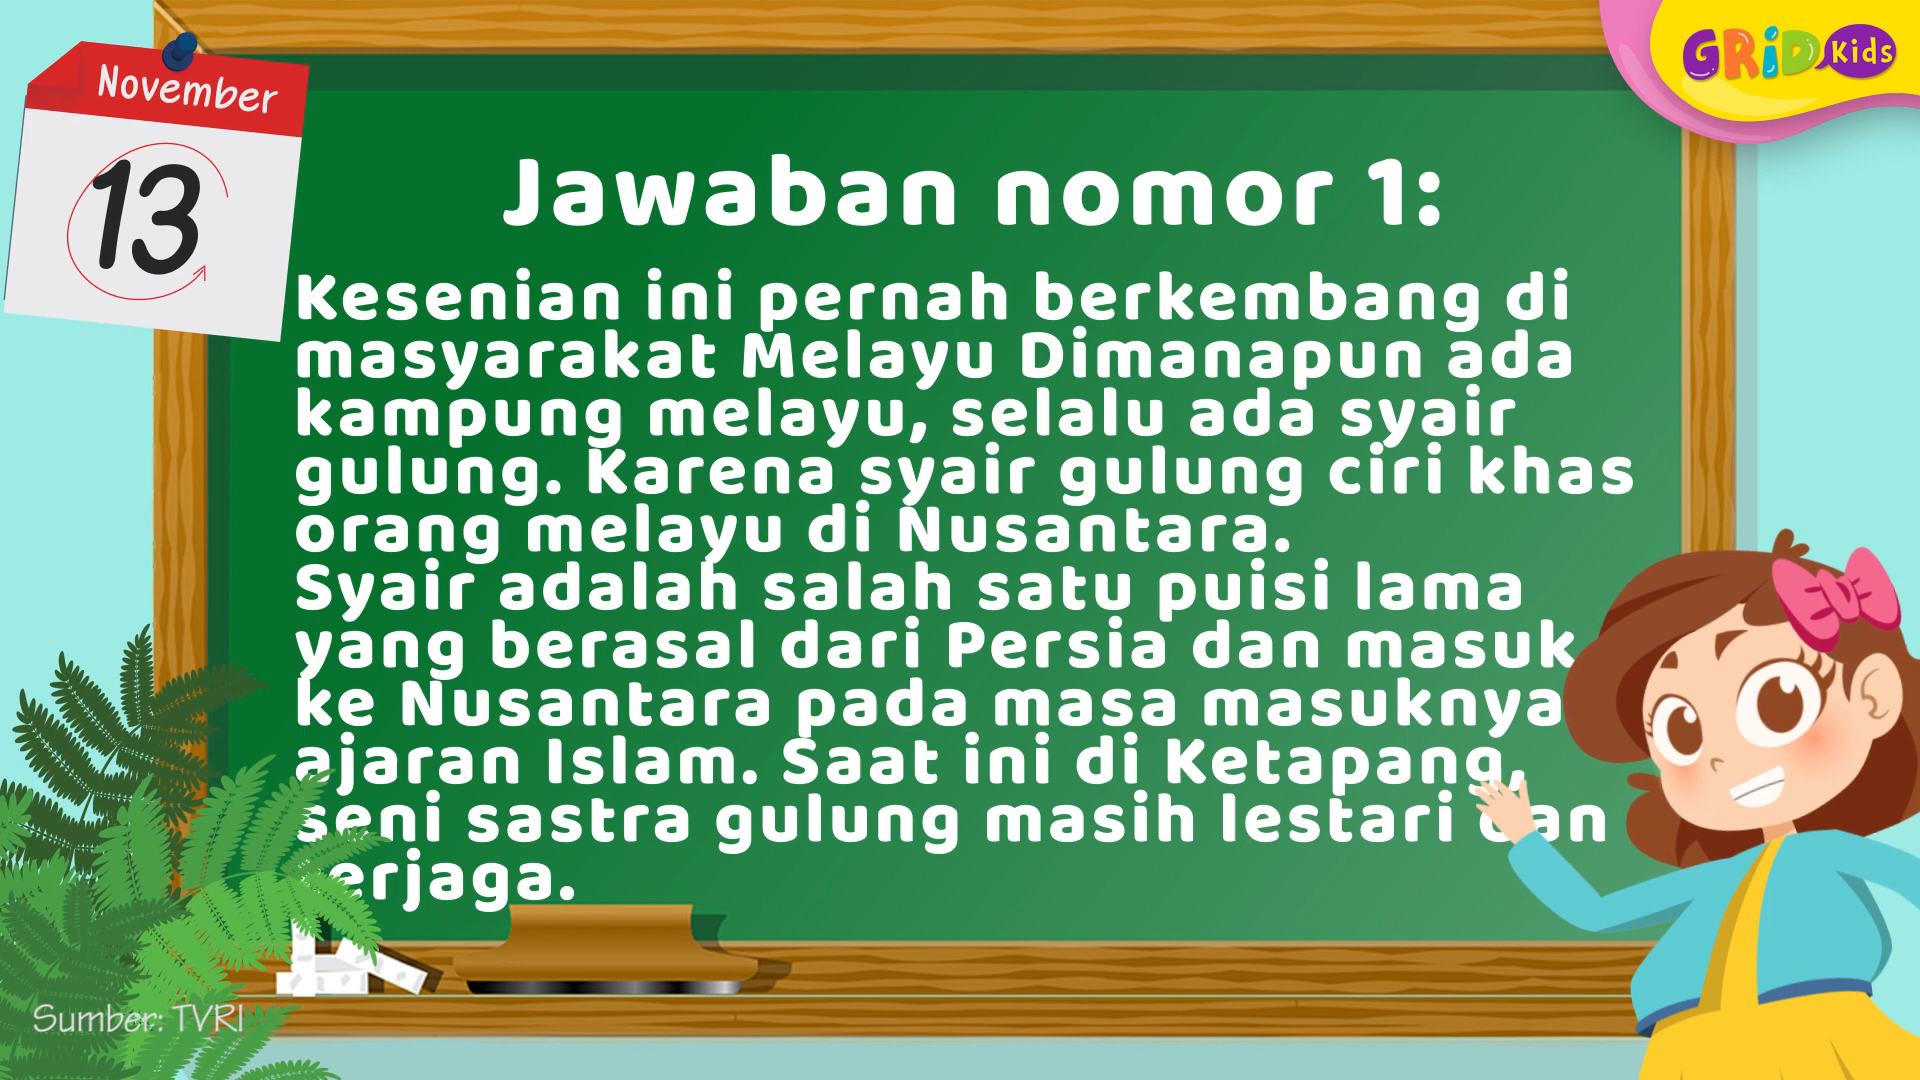 November
13
GRiD Kids
Jawaban nomor 1:
Kesenian ini pernah berkembang di
masyarakat Melayu Dimanapun ada
kampung melayu, selalu ada syair
gulung. Karena syair gulung ciri khas
orang melayu di Nusantara.
Syair adalah salah satu puisi lama
yang berasal dari Persia dan masuk
ke Nusantara pada masa masuknya
ajaran Islam. Saat ini di Ketapang,
seni sastra gulung masih lestari dan
erjaga.
Sumber: TVRI